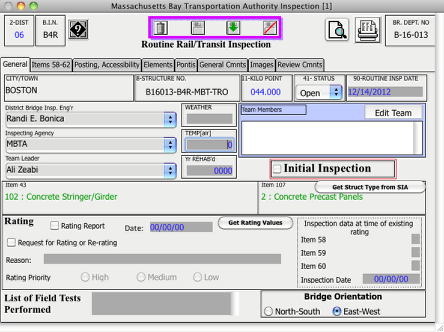 Massachusetts Bay Transportation Authority Inspection [1]
2-DIST
06
B.I.N.
B4R
BR. DEPT. NO
B-16-013
Routine Rail/Transit Inspection
General Items 58-62 Posting, Accessibility Elements Pontis General Cmnts Images Review Cmnts
CITY/TOWN
BOSTON
8-STRUCTURE NO.
B16013-B4R-MBT-TRO
11-KILO POINT
044.000
41- STATUS
Open
90-ROUTINE INSP DATE
12/14/2012
District Bridge Insp. Eng'r
Randi E. Bonica
WEATHER
Team Members
Edit Team
Inspecting Agency
MBTA
TEMP[air]
0
Team Leader
Ali Zeabi
Yr REHAB'd
0000
Initial Inspection
Item 43
102 : Concrete Stringer/Girder
Item 107
Get Struct Type from SIA
2 : Concrete Precast Panels
Rating
Rating Report
Date: 00/00/00
Get Rating Values
Request for Rating or Re-rating
Reason:
Rating Priority
High
Medium
Low
Inspection data at time of existing
rating
Item 58
Item 59
Item 60
Inspection Date 00/00/00
List of Field Tests
Performed
Bridge Orientation
North-South
East-West